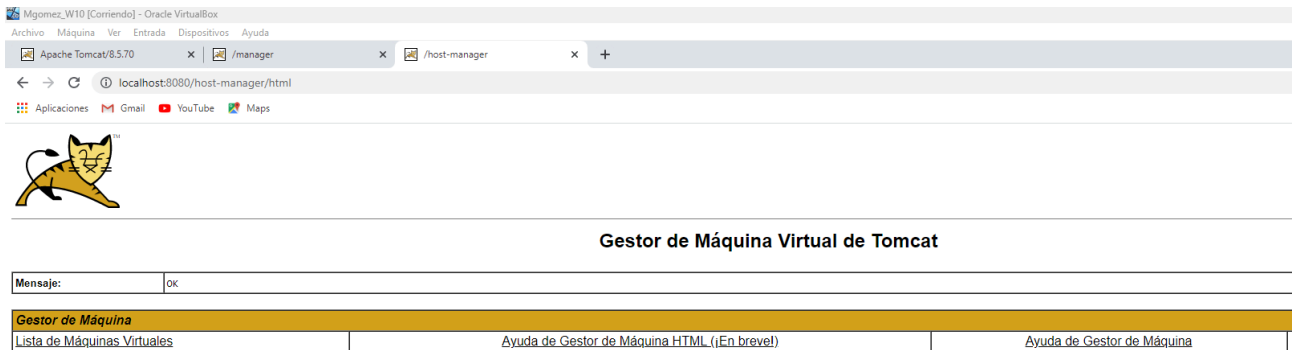 Mgomez_W10 [Corriendo] - Oracle VirtualBox
Archivo Máquina Ver Entrada Dispositivos Ayuda
Apache Tomcat/8.5.70 /manager /host-manager
localhost:8080/host-manager/html
Aplicaciones Gmail YouTube Maps
TM
Gestor de Máquina Virtual de Tomcat
Mensaje: OK
Gestor de Máquina
Lista de Máquinas Virtuales Ayuda de Gestor de Máquina HTML (¡En breve!) Ayuda de Gestor de Máquina